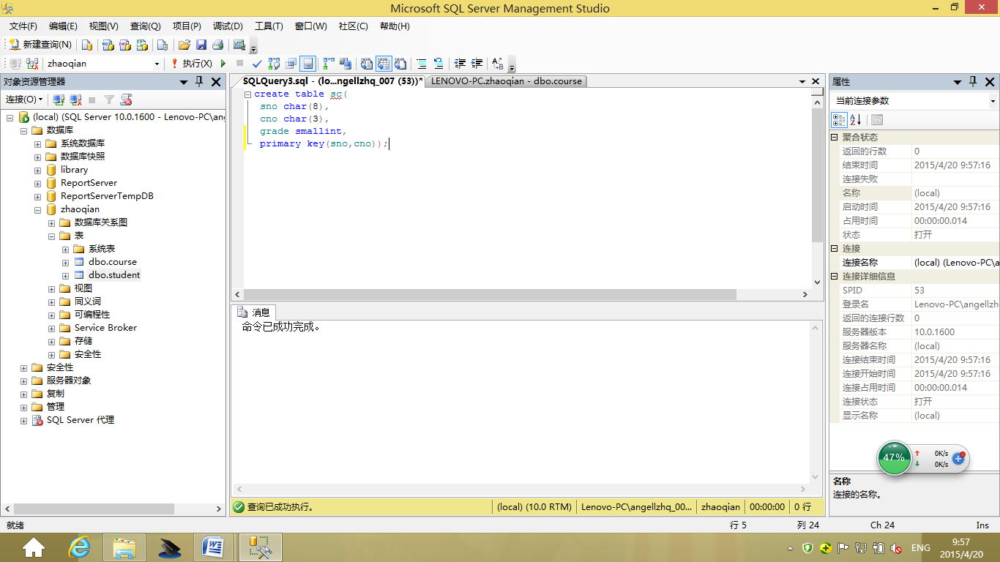 Microsoft SQL Server Management Studio
文件(F) 编辑(E) 视图(V) 查询(Q) 项目(P) 调试(D) 工具(T) 窗口(W) 社区(C) 帮助(H)
新建查询(N)
zhaoqian 执行(X)
对象资源管理器
连接(O)
(local) (SQL Server 10.0.1600 - Lenovo-PC\ang
数据库
系统数据库
数据库快照
library
ReportServer
ReportServerTempDB
zhaoqian
数据库关系图
表
系统表
dbo.course
dbo.student
视图
同义词
可编程性
Service Broker
存储
安全性
安全性
服务器对象
复制
管理
SQL Server 代理
SQLQuery3.sql - (lo...ngellzhq_007 (53))* LENOVO-PC.zhaoqian - dbo.course
create table sc(
sno char(8),
cno char(3),
grade smallint,
primary key(sno,cno));
消息
命令已成功完成。
查询已成功执行。 (local) (10.0 RTM) Lenovo-PC\angellzhq_00... zhaoqian 00:00:00 0 行
属性
当前连接参数
聚合状态
返回的行数 0
结束时间 2015/4/20 9:57:16
连接失败
名称 (local)
启动时间 2015/4/20 9:57:16
占用时间 00:00:00.014
状态 打开
连接
连接名称 (local) (Lenovo-PC\a
连接详细信息
SPID 53
登录名 Lenovo-PC\angellzh
返回的连接行数 0
服务器版本 10.0.1600
服务器名称 (local)
连接结束时间 2015/4/20 9:57:16
连接开始时间 2015/4/20 9:57:16
连接占用时间 00:00:00.014
连接状态 打开
显示名称 (local)
47% 0K/s
0K/s
名称
连接的名称。
就绪 行 5 列 24 Ch 24 Ins
ENG 9:57
2015/4/20